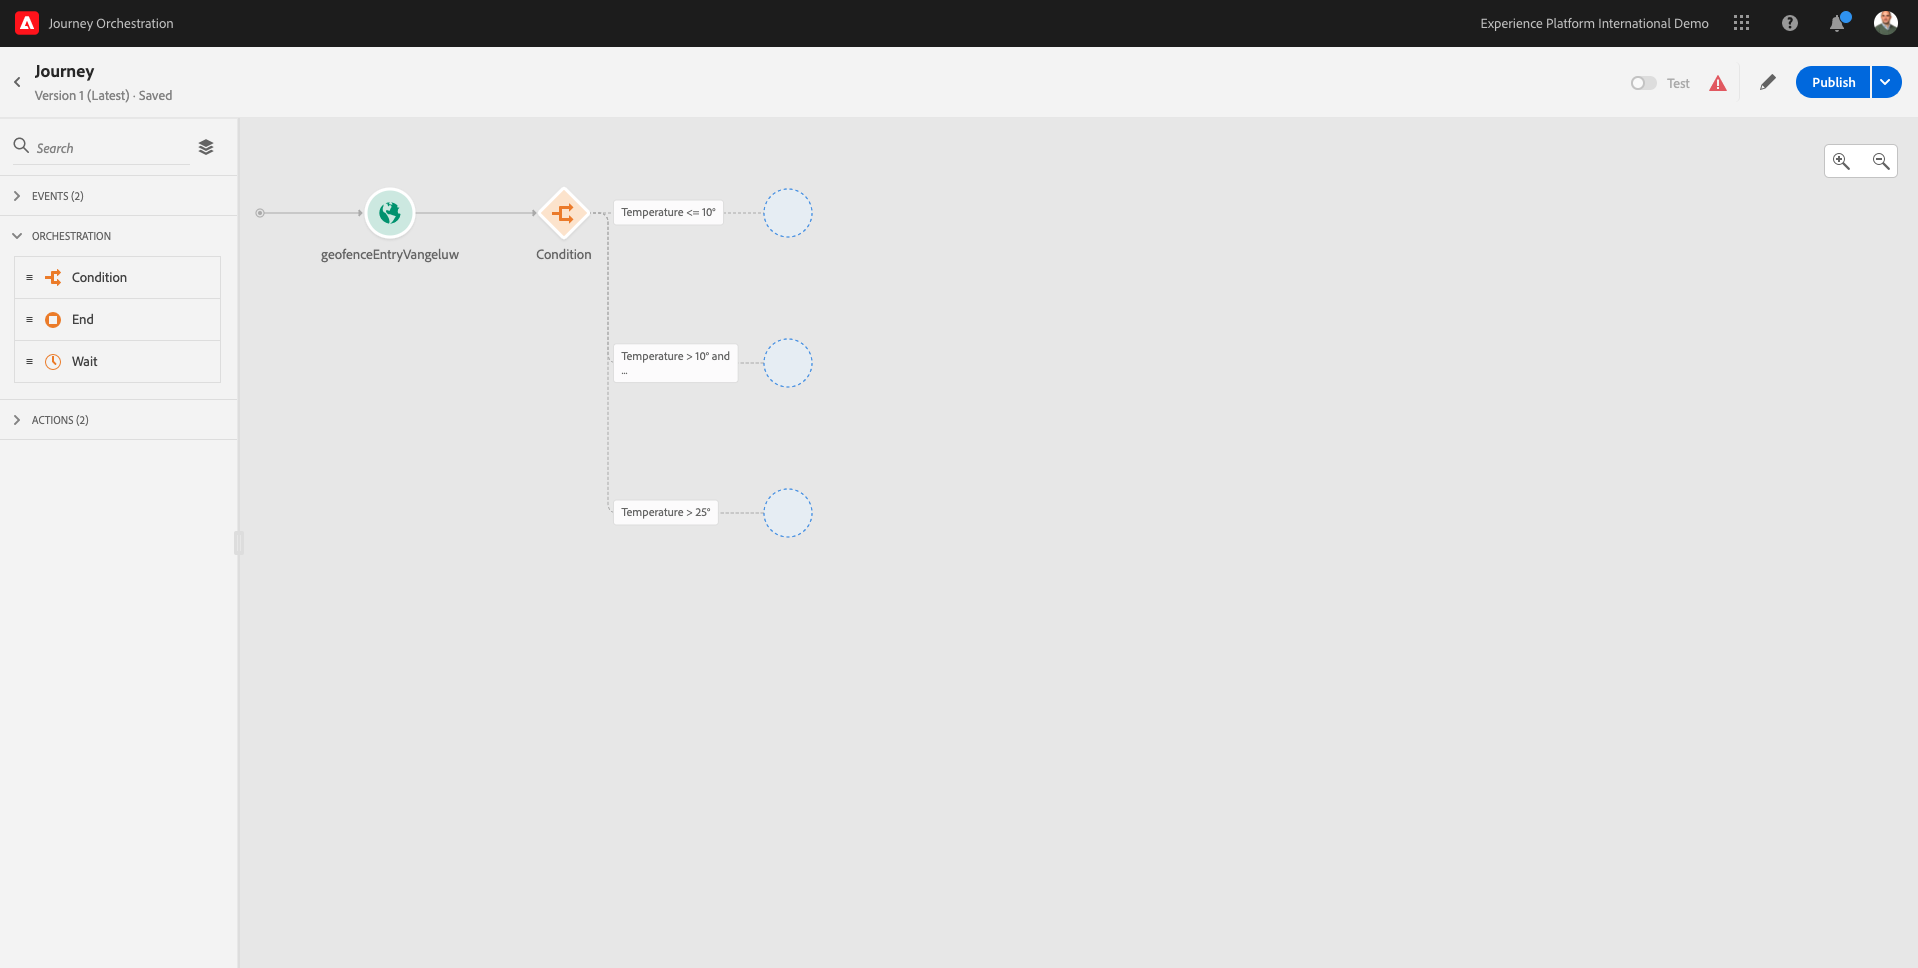 Journey Orchestration
Experience Platform International Demo
Journey
Version 1 (Latest) · Saved
Test
Publish
Search
EVENTS (2)
ORCHESTRATION
Condition
End
Wait
ACTIONS (2)
geofenceEntryVangeluw
Condition
Temperature <= 10°
Temperature > 10° and
...
Temperature > 25°